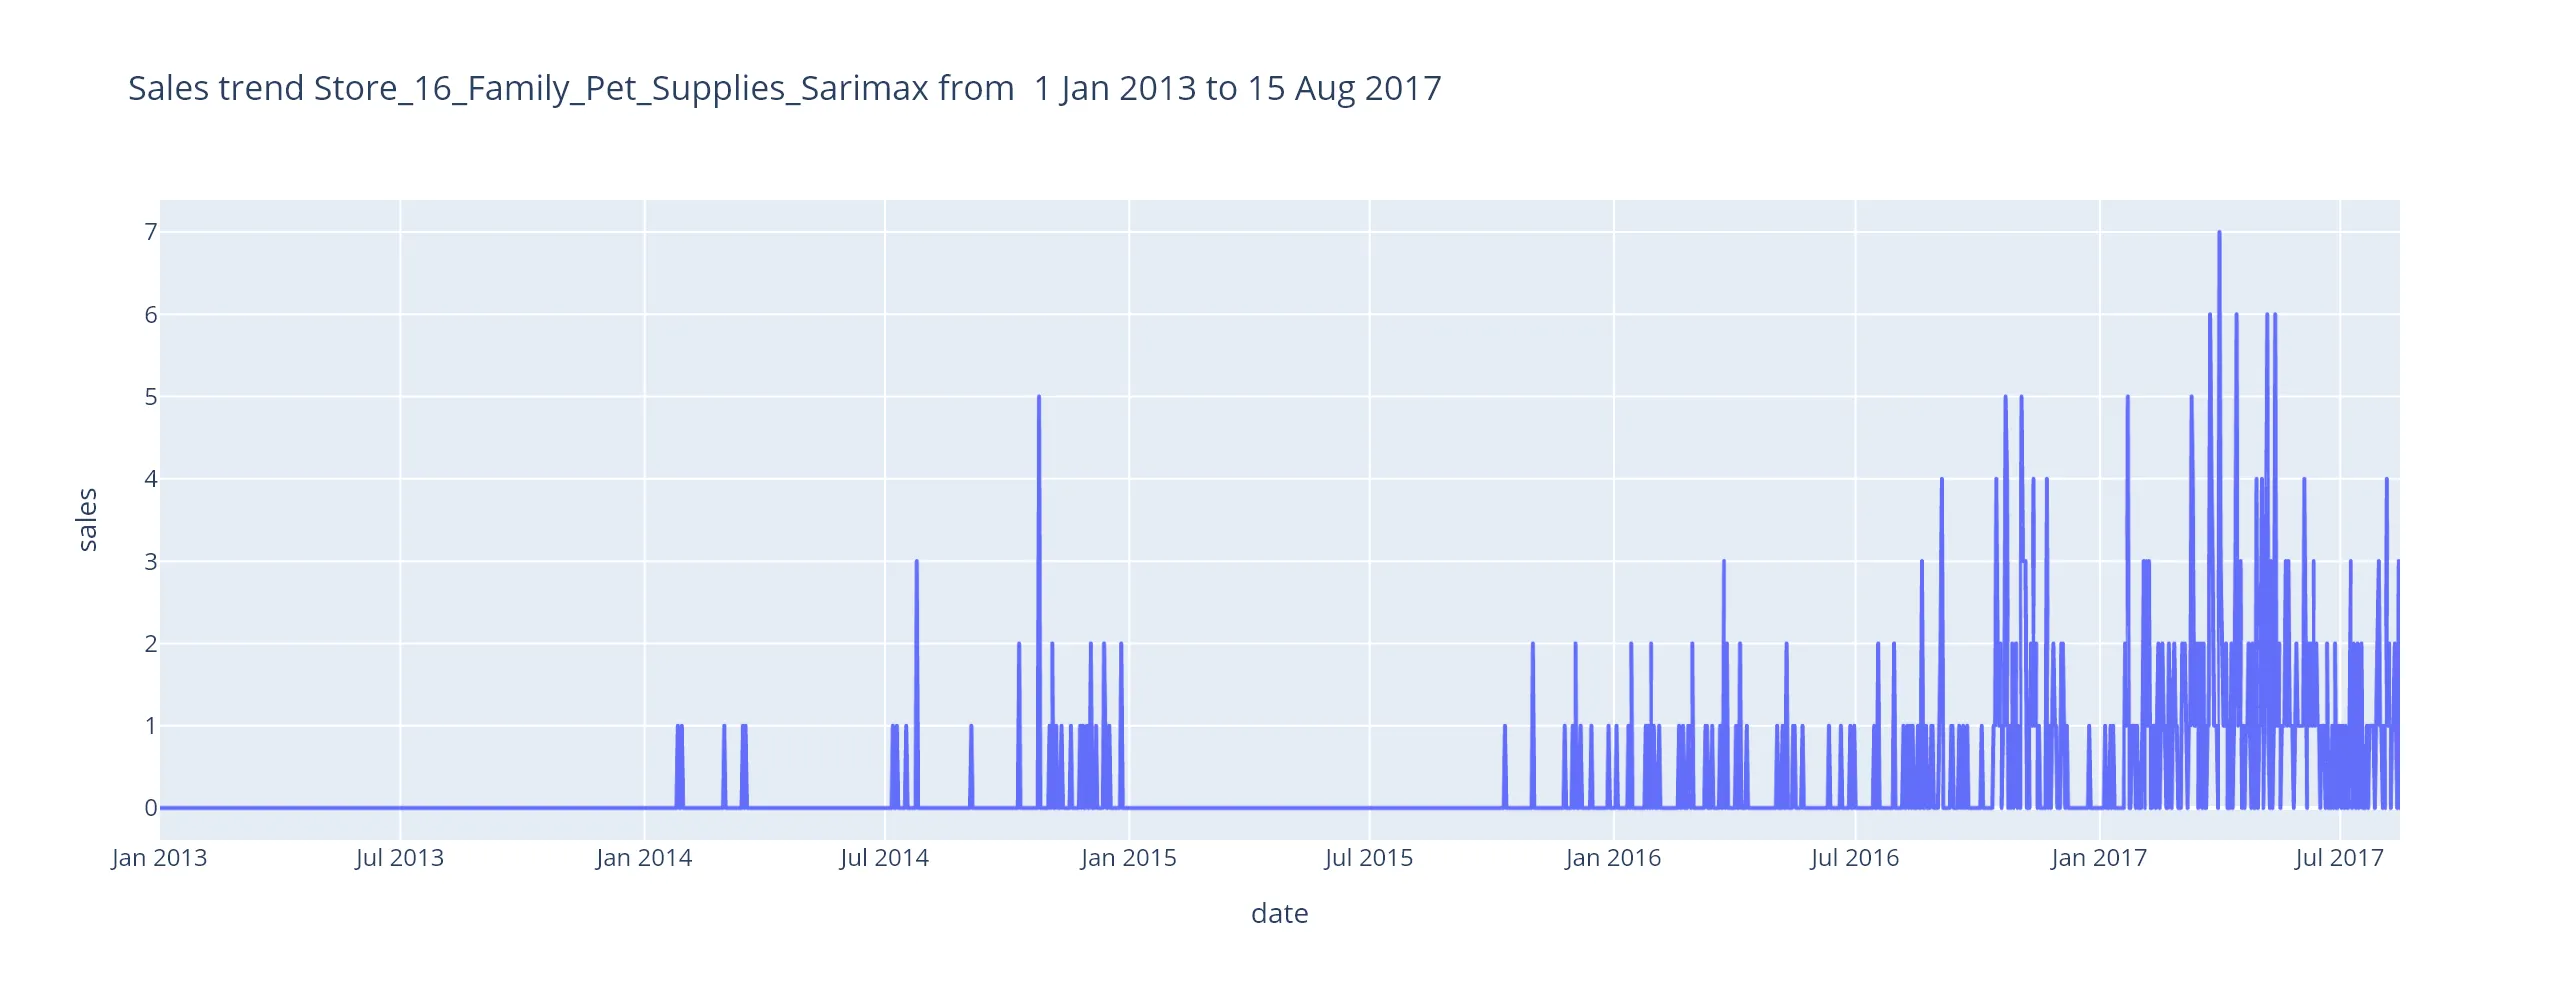 Sales trend Store_16_Family_Pet_Supplies_Sarimax from  1 Jan 2013 to 15 Aug 2017
7
6
5
4
3
2
1
0
sales
Jan 2013 Jul 2013 Jan 2014 Jul 2014 Jan 2015 Jul 2015 Jan 2016 Jul 2016 Jan 2017 Jul 2017
date